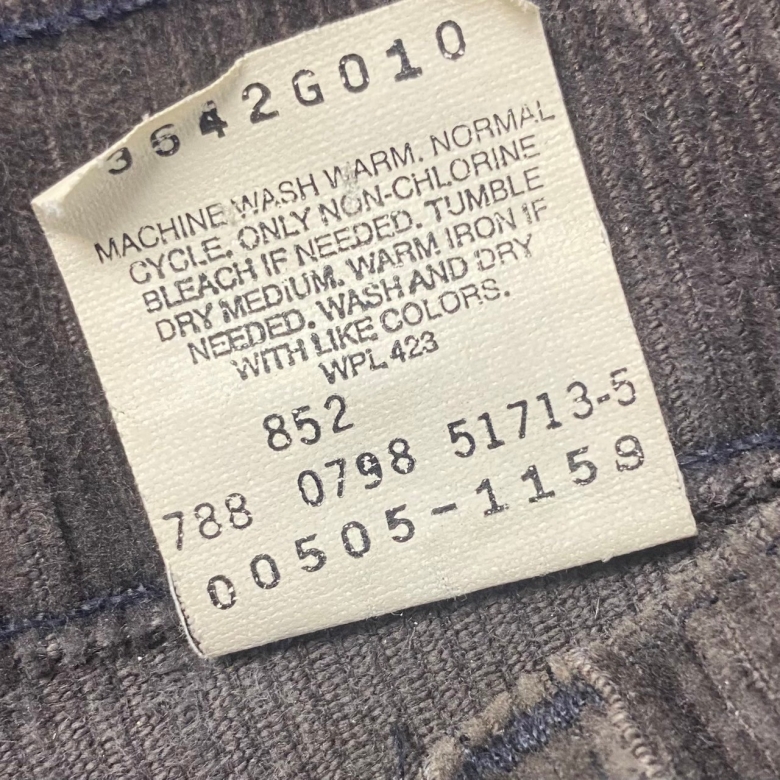 3642G010
MACHINE WASH WARM. NORMAL
CYCLE. ONLY NON-CHLORINE
BLEACH IF NEEDED. TUMBLE
DRY MEDIUM. WARM IRON IF
NEEDED. WASH AND DRY
WITH LIKE COLORS.
WPL 423
852
788 0798 51713-5
00505-1159